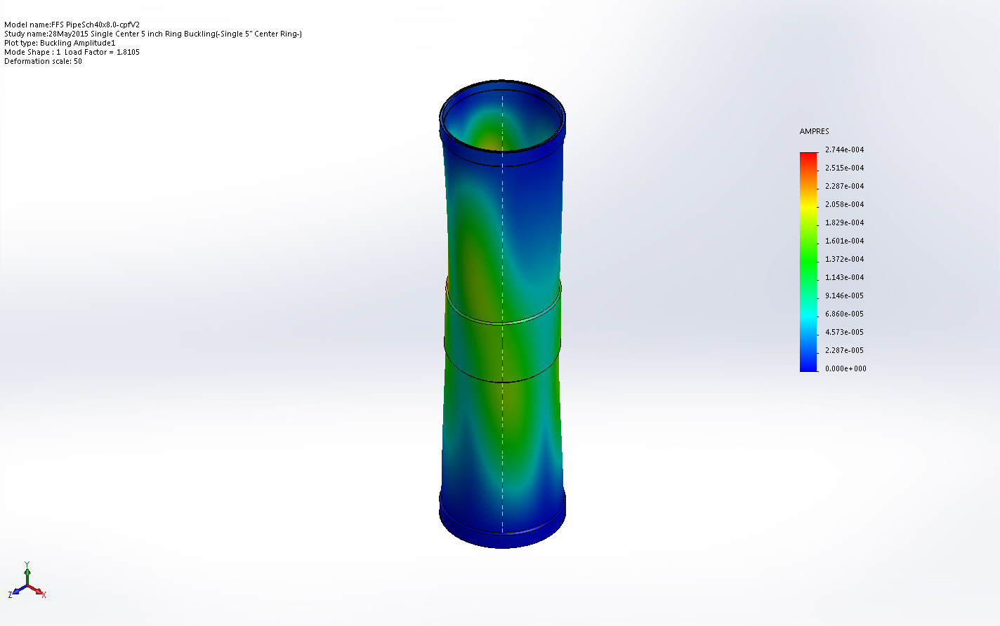 Model name:FFS PipeSch40x8.0-cpfV2
Study name:28May2015 Single Center 5 inch Ring Buckling(-Single 5" Center Ring-)
Plot type: Buckling Amplitude1
Mode Shape : 1  Load Factor =  1.8105
Deformation scale: 50
AMPRES
2.744e-004
2.515e-004
2.287e-004
2.058e-004
1.829e-004
1.601e-004
1.372e-004
1.143e-004
9.146e-005
6.860e-005
4.573e-005
2.287e-005
0.000e+000
Y
Z
X